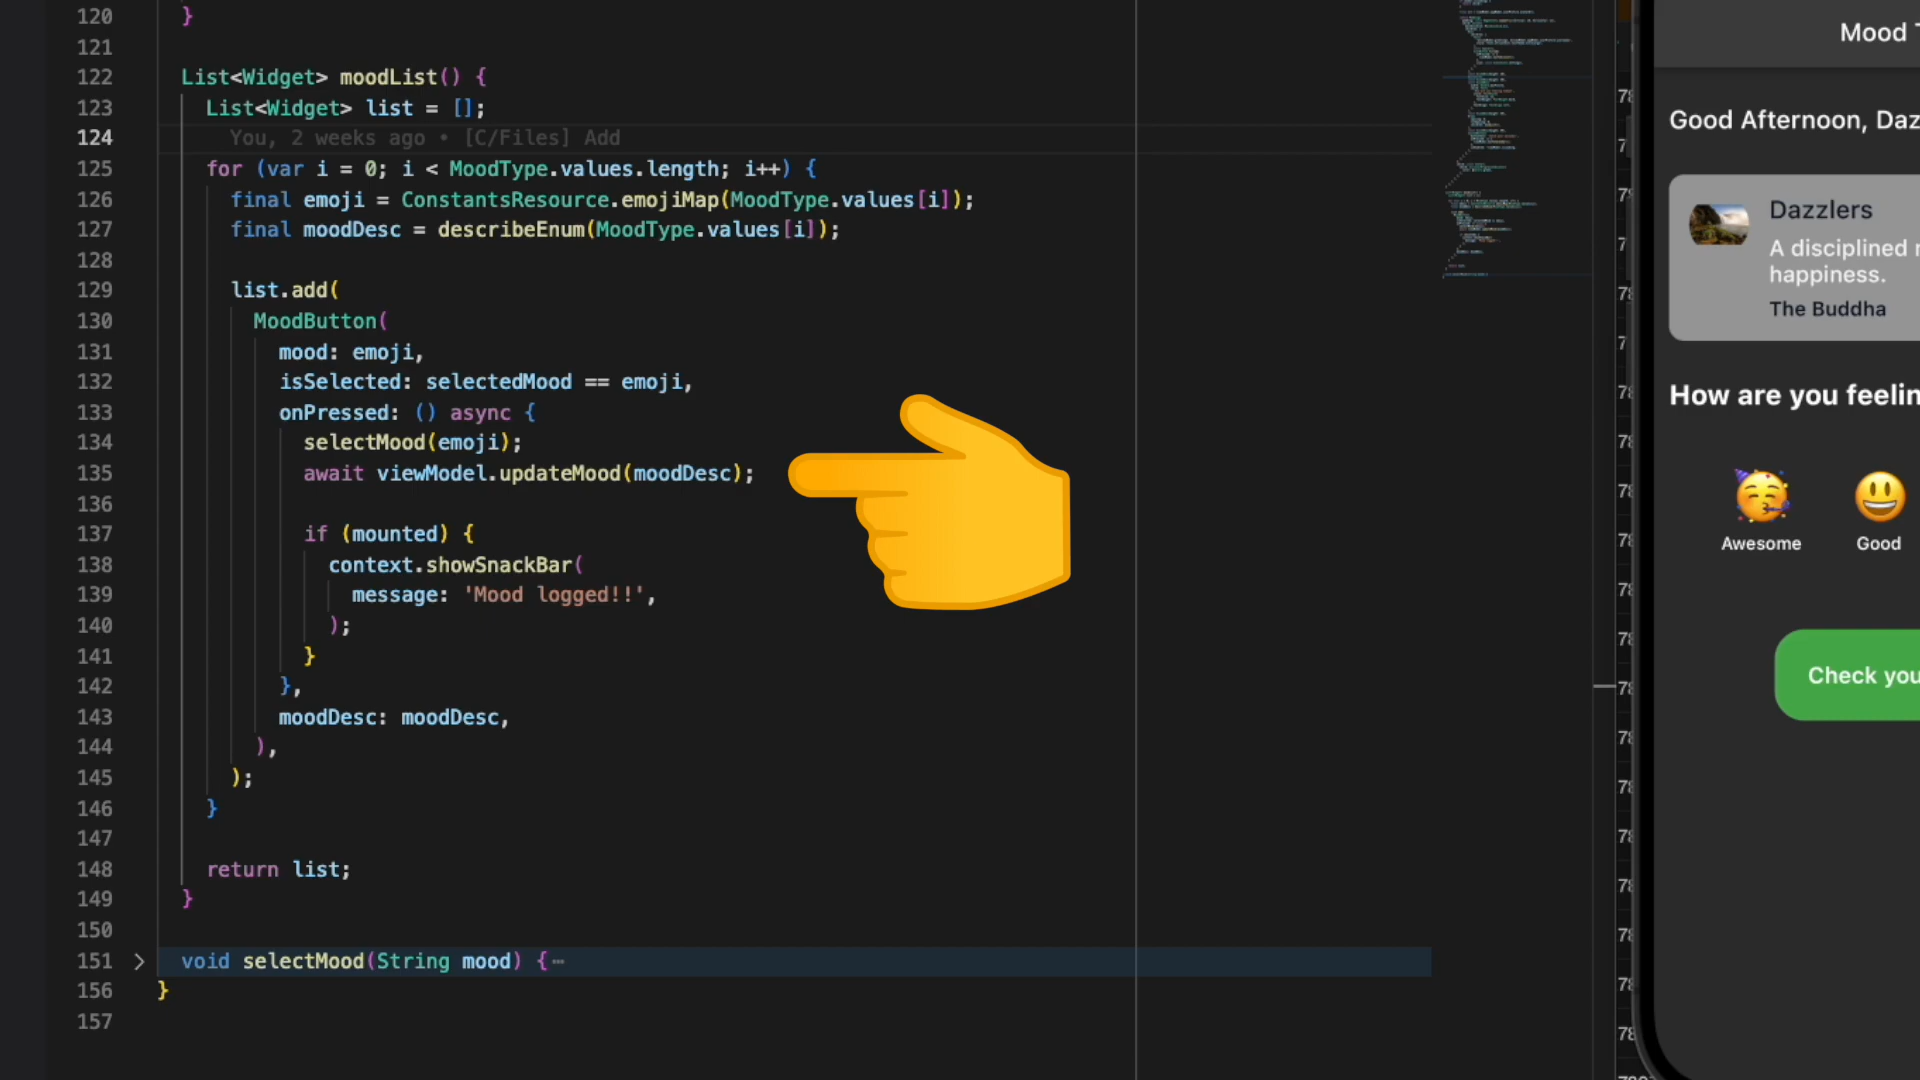 120 }
121
122 List<Widget> moodList() {
123 List<Widget> list = [];
124 You, 2 weeks ago • [C/Files] Add
125 for (var i = 0; i < MoodType.values.length; i++) {
126 final emoji = ConstantsResource.emojiMap(MoodType.values[i]);
127 final moodDesc = describeEnum(MoodType.values[i]);
128
129 list.add(
130 MoodButton(
131 mood: emoji,
132 isSelected: selectedMood == emoji,
133 onPressed: () async {
134 selectMood(emoji);
135 await viewModel.updateMood(moodDesc);
136
137 if (mounted) {
138 context.showSnackBar(
139 message: 'Mood logged!!',
140 );
141 }
142 },
143 moodDesc: moodDesc,
144 ),
145 );
146 }
147
148 return list;
149 }
150
151 void selectMood(String mood) {…
156 }
157
Mood T
Good Afternoon, Daz
Dazzlers
A disciplined
happiness.
The Buddha
How are you feelin
Awesome
Good
Check you